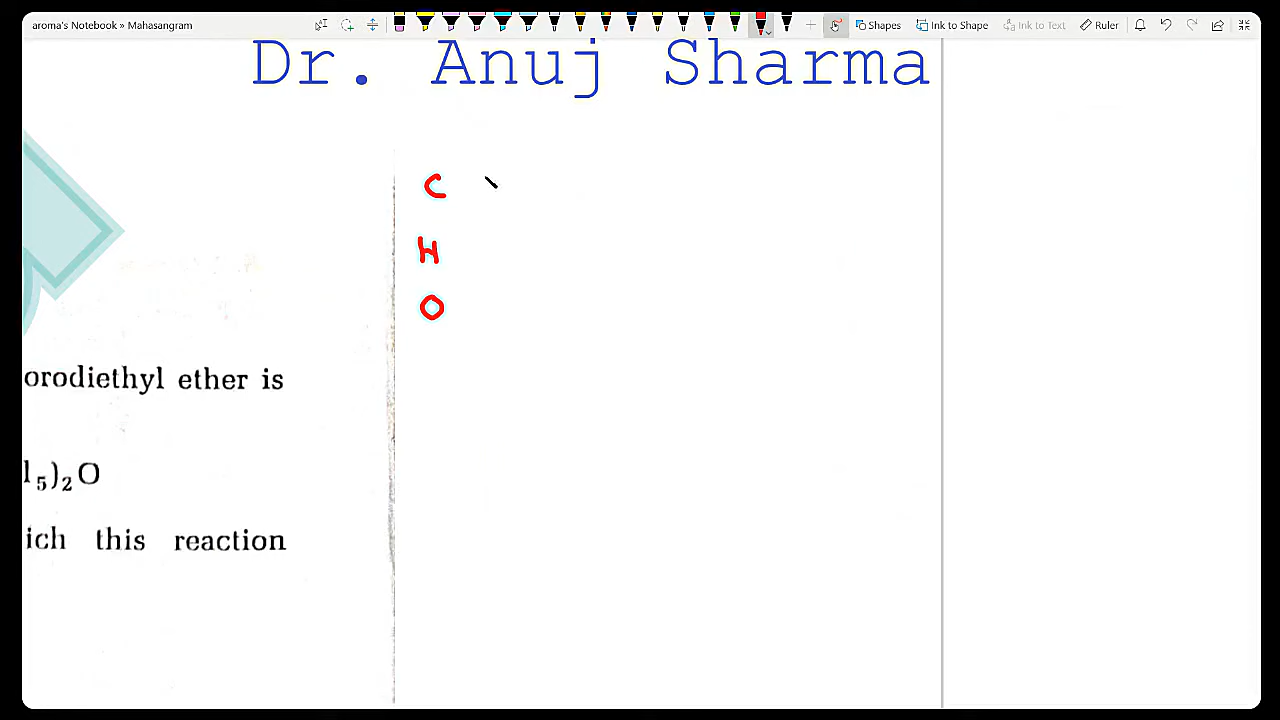 aroma's Notebook » Mahasangram
Shapes Ink to Shape Ink to Text Ruler
Dr. Anuj Sharma
C
H
O
orodiethyl ether is
l₅)₂O
ich this reaction